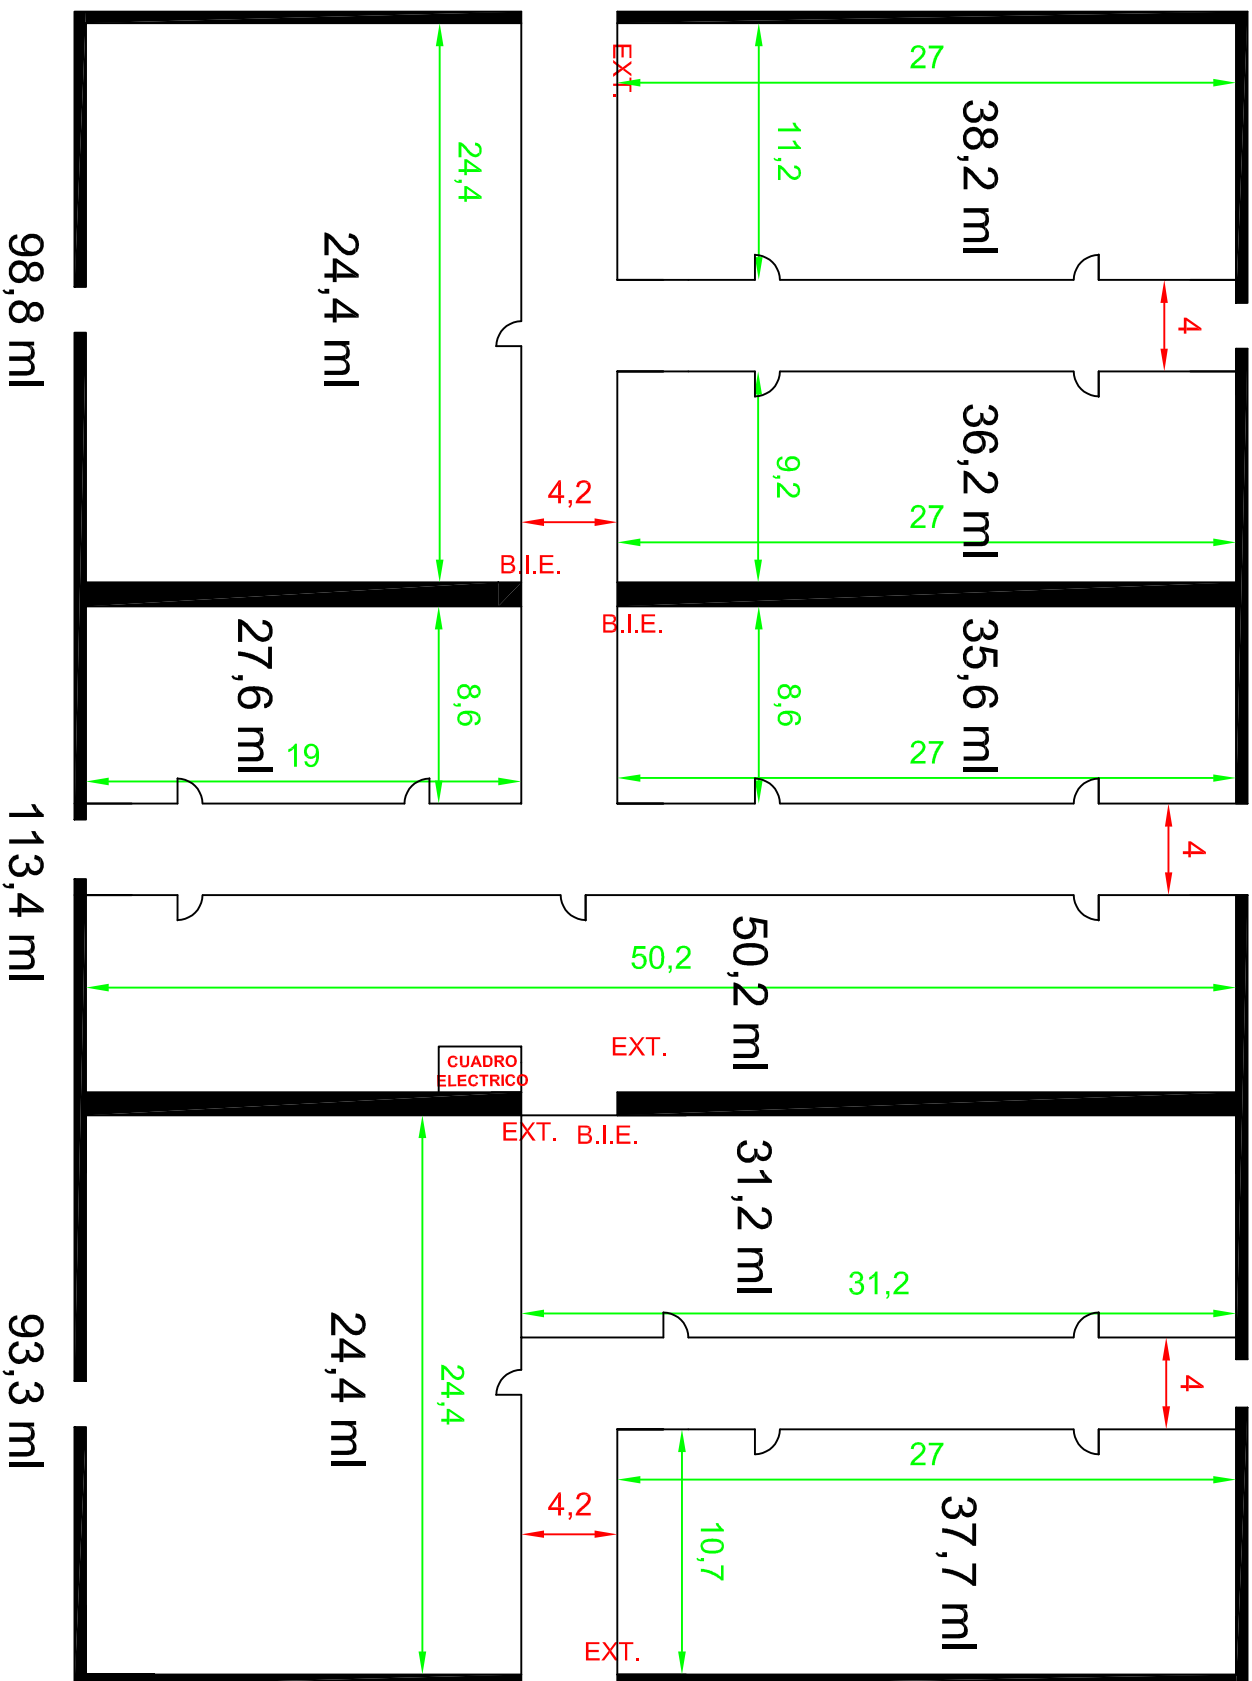 EXT.
27
38,2 ml
11,2
24,4
24,4 ml
98,8 ml
4
36,2 ml
9,2
27
4,2
B.I.E.
B.I.E.
35,6 ml
8,6
27
27,6 ml
8,6
19
113,4 ml
4
50,2
50,2 ml
EXT.
CUADRO
ELECTRICO
EXT.
B.I.E.
31,2 ml
31,2
24,4 ml
24,4
93,3 ml
4
27
37,7 ml
10,7
4,2
EXT.